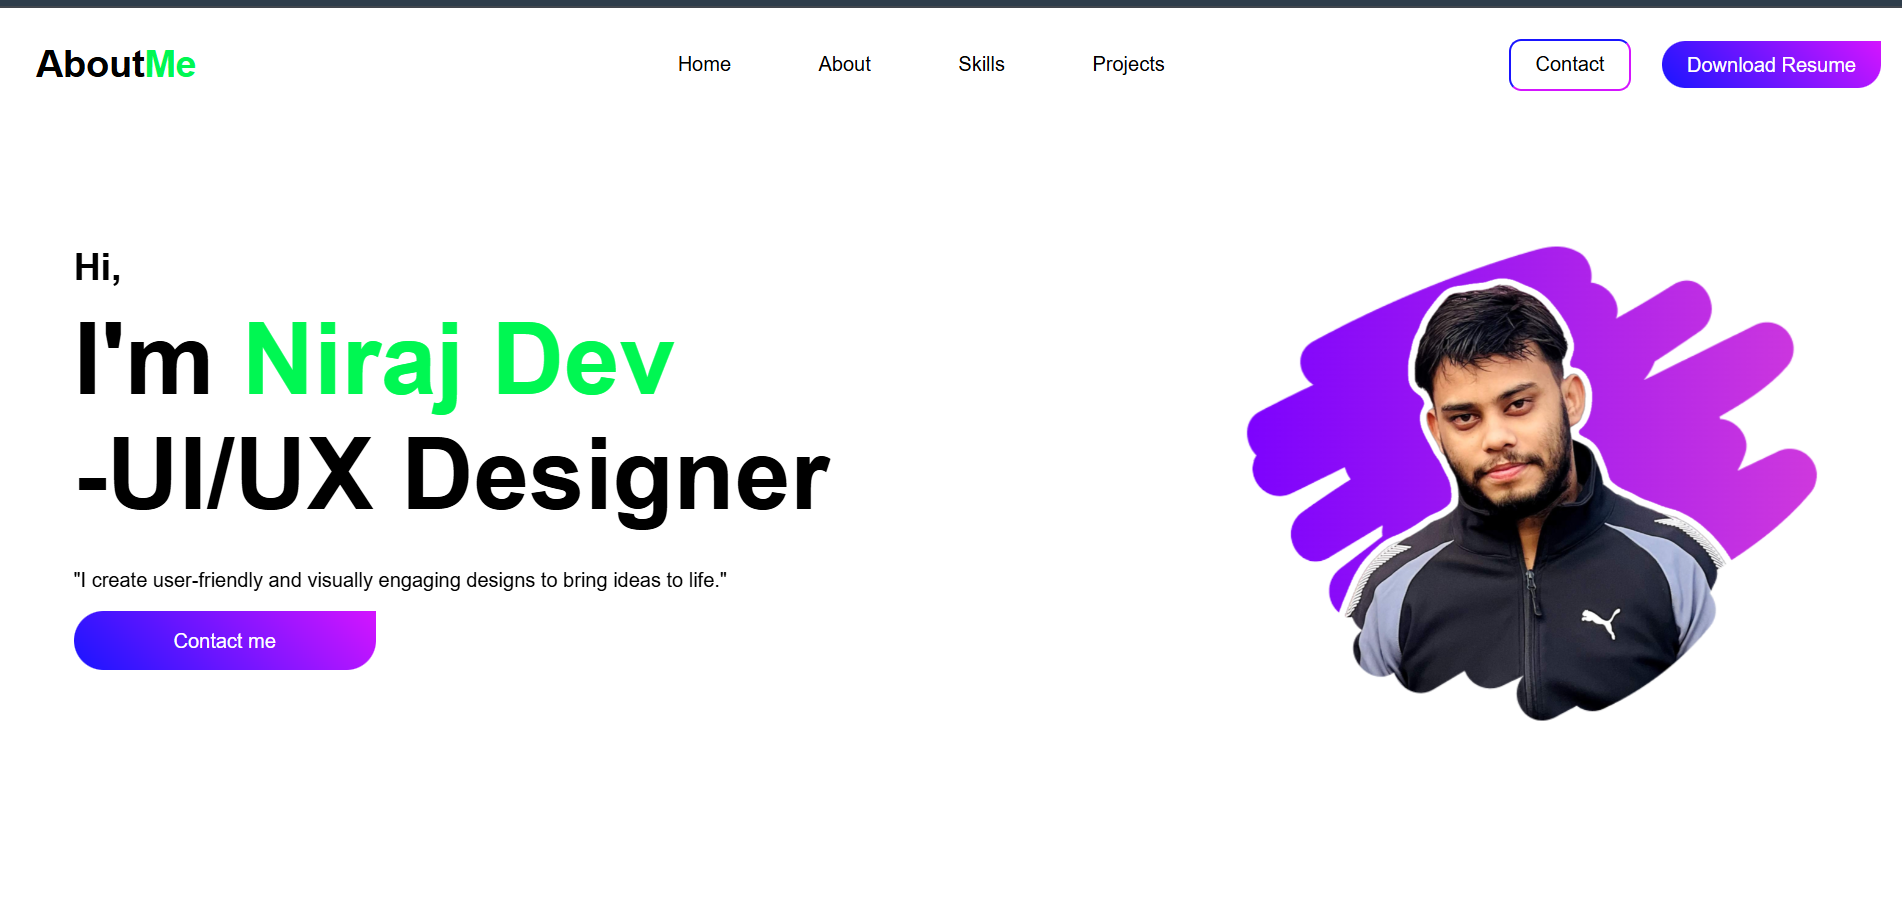 AboutMe
Home
About
Skills
Projects
Contact
Download Resume
Hi,
I'm Niraj Dev
-UI/UX Designer
"I create user-friendly and visually engaging designs to bring ideas to life."
Contact me